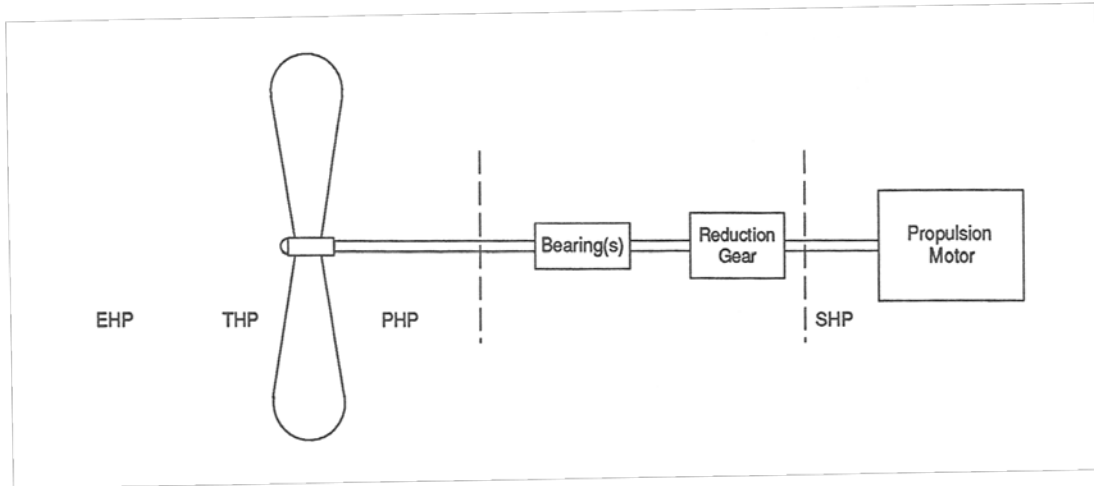 Bearing(s)
Reduction
Gear
Propulsion
Motor
EHP
THP
PHP
SHP